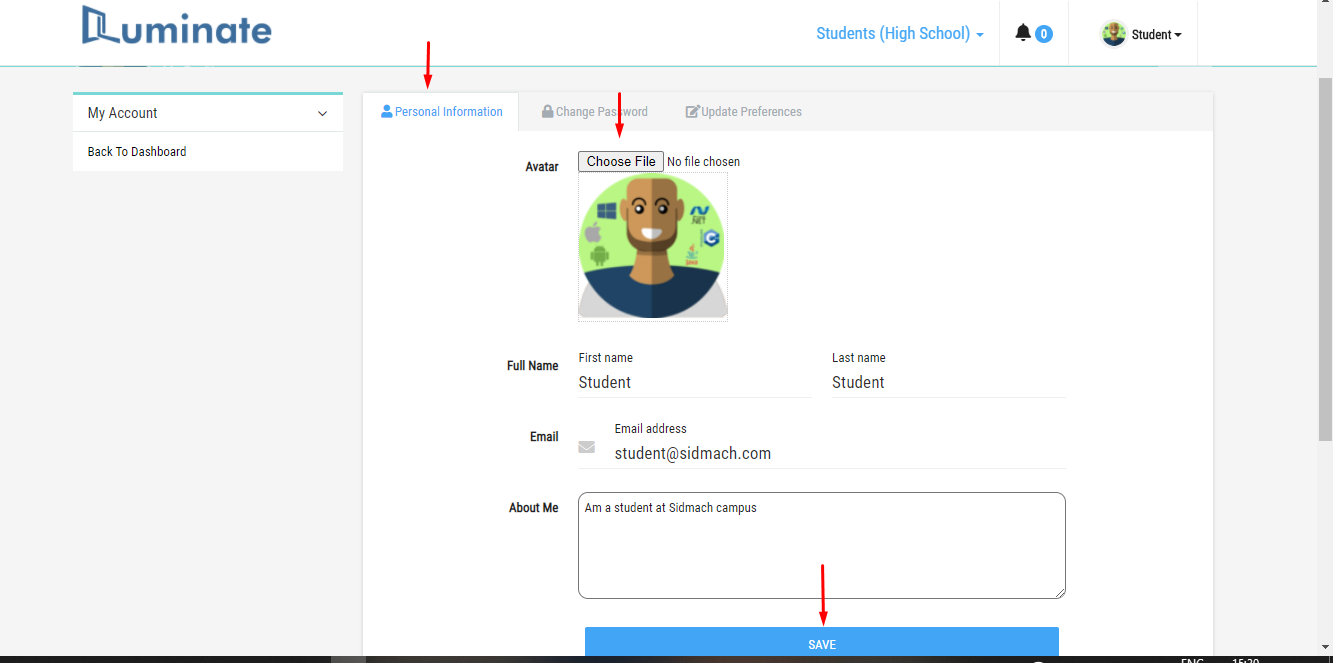 Luminate
Students (High School)
0
Student
My Account
Back To Dashboard
Personal Information
Change Password
Update Preferences
Avatar
Choose File No file chosen
.NET
Java
Full Name
First name
Last name
Student
Student
Email
Email address
student@sidmach.com
About Me
Am a student at Sidmach campus
SAVE